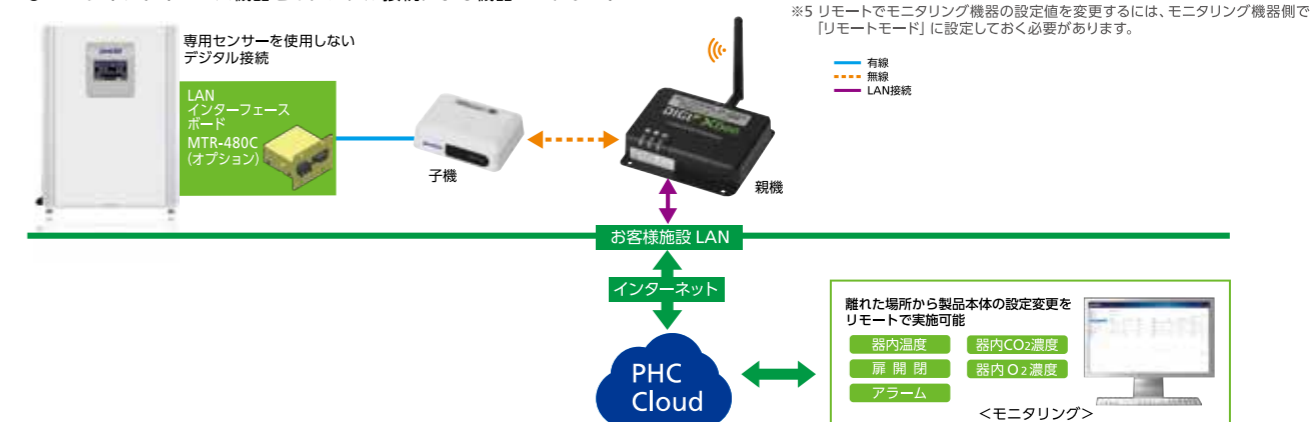 ※5 リモートでモニタリング機器の設定値を変更するには、モニタリング機器側で
「リモートモード」に設定しておく必要があります。
有線
無線
LAN接続
専用センサーを使用しない
デジタル接続
LAN
インターフェース
ボード
MTR-480C
(オプション)
子機
DIGI XBee
親機
お客様施設 LAN
インターネット
PHC
Cloud
離れた場所から製品本体の設定変更を
リモートで実施可能
器内温度
器内CO2濃度
扉 開 閉
器内O2濃度
アラーム
<モニタリング>